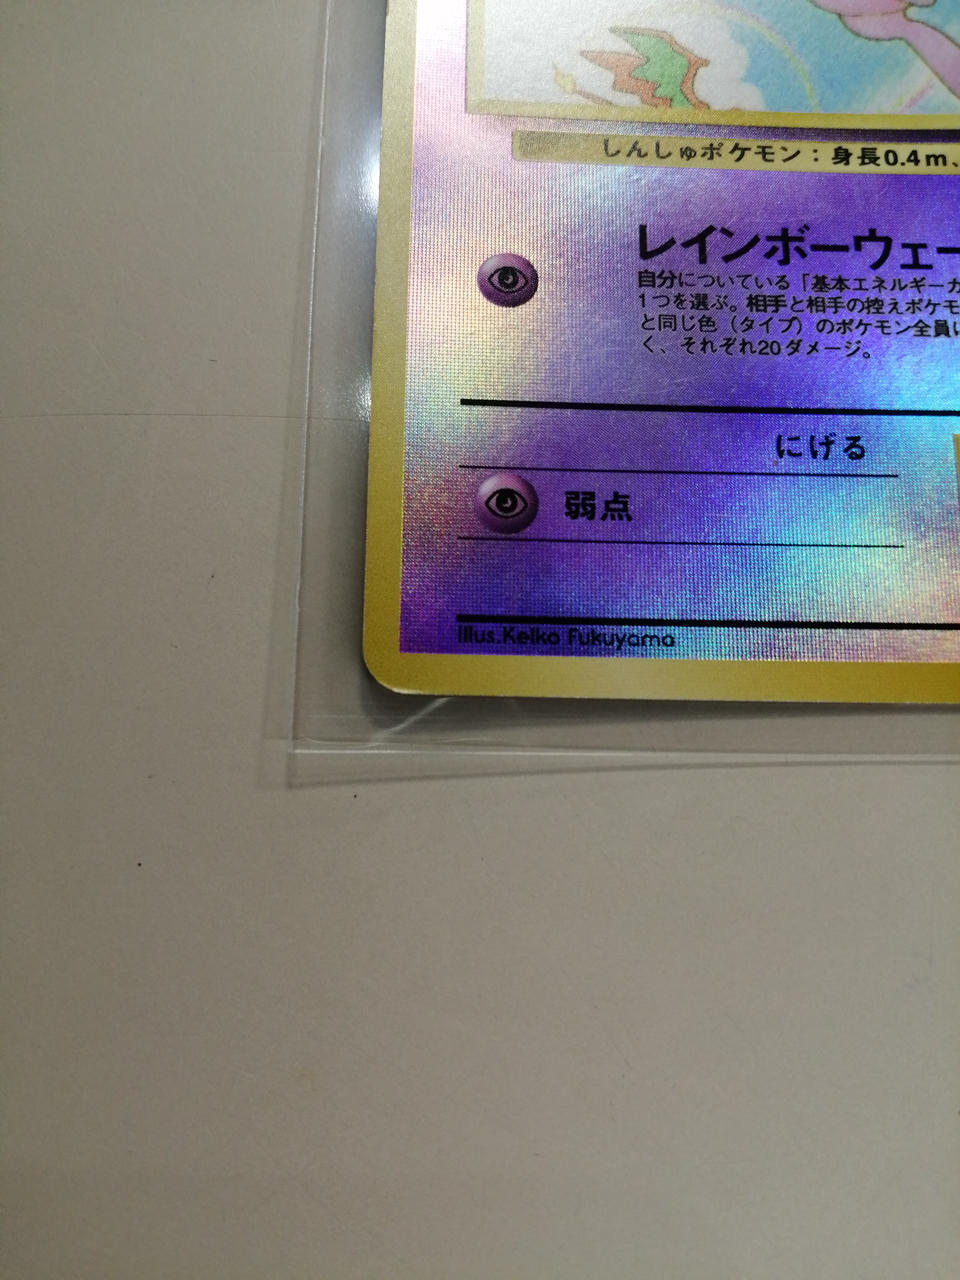 しんしゅポケモン：身長0.4m、
レインボーウェー
自分についている「基本エネルギーカ
1つを選ぶ。相手と相手の控えポケモ
と同じ色（タイプ）のポケモン全員に
く、それぞれ20ダメージ。
にげる
弱点
Illus.Keiko Fukuyama